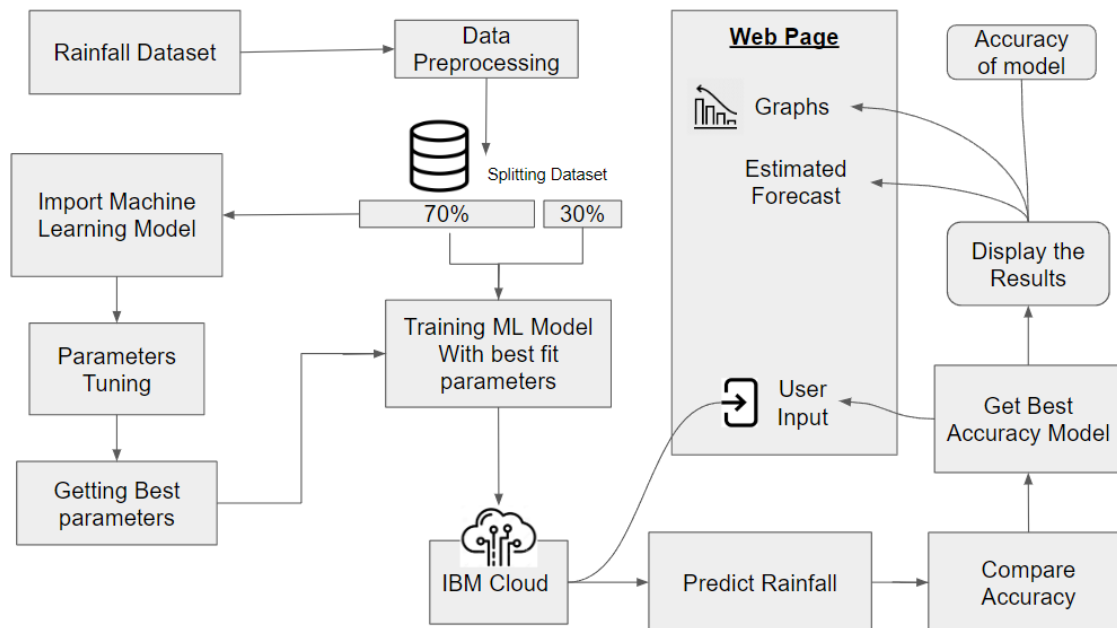 Rainfall Dataset
Data
Preprocessing
Splitting Dataset
70%
30%
Import Machine
Learning Model
Parameters
Tuning
Getting Best
parameters
Training ML Model
With best fit
parameters
IBM Cloud
Web Page
Graphs
Estimated
Forecast
User
Input
Accuracy
of model
Display the
Results
Get Best
Accuracy Model
Predict Rainfall
Compare
Accuracy